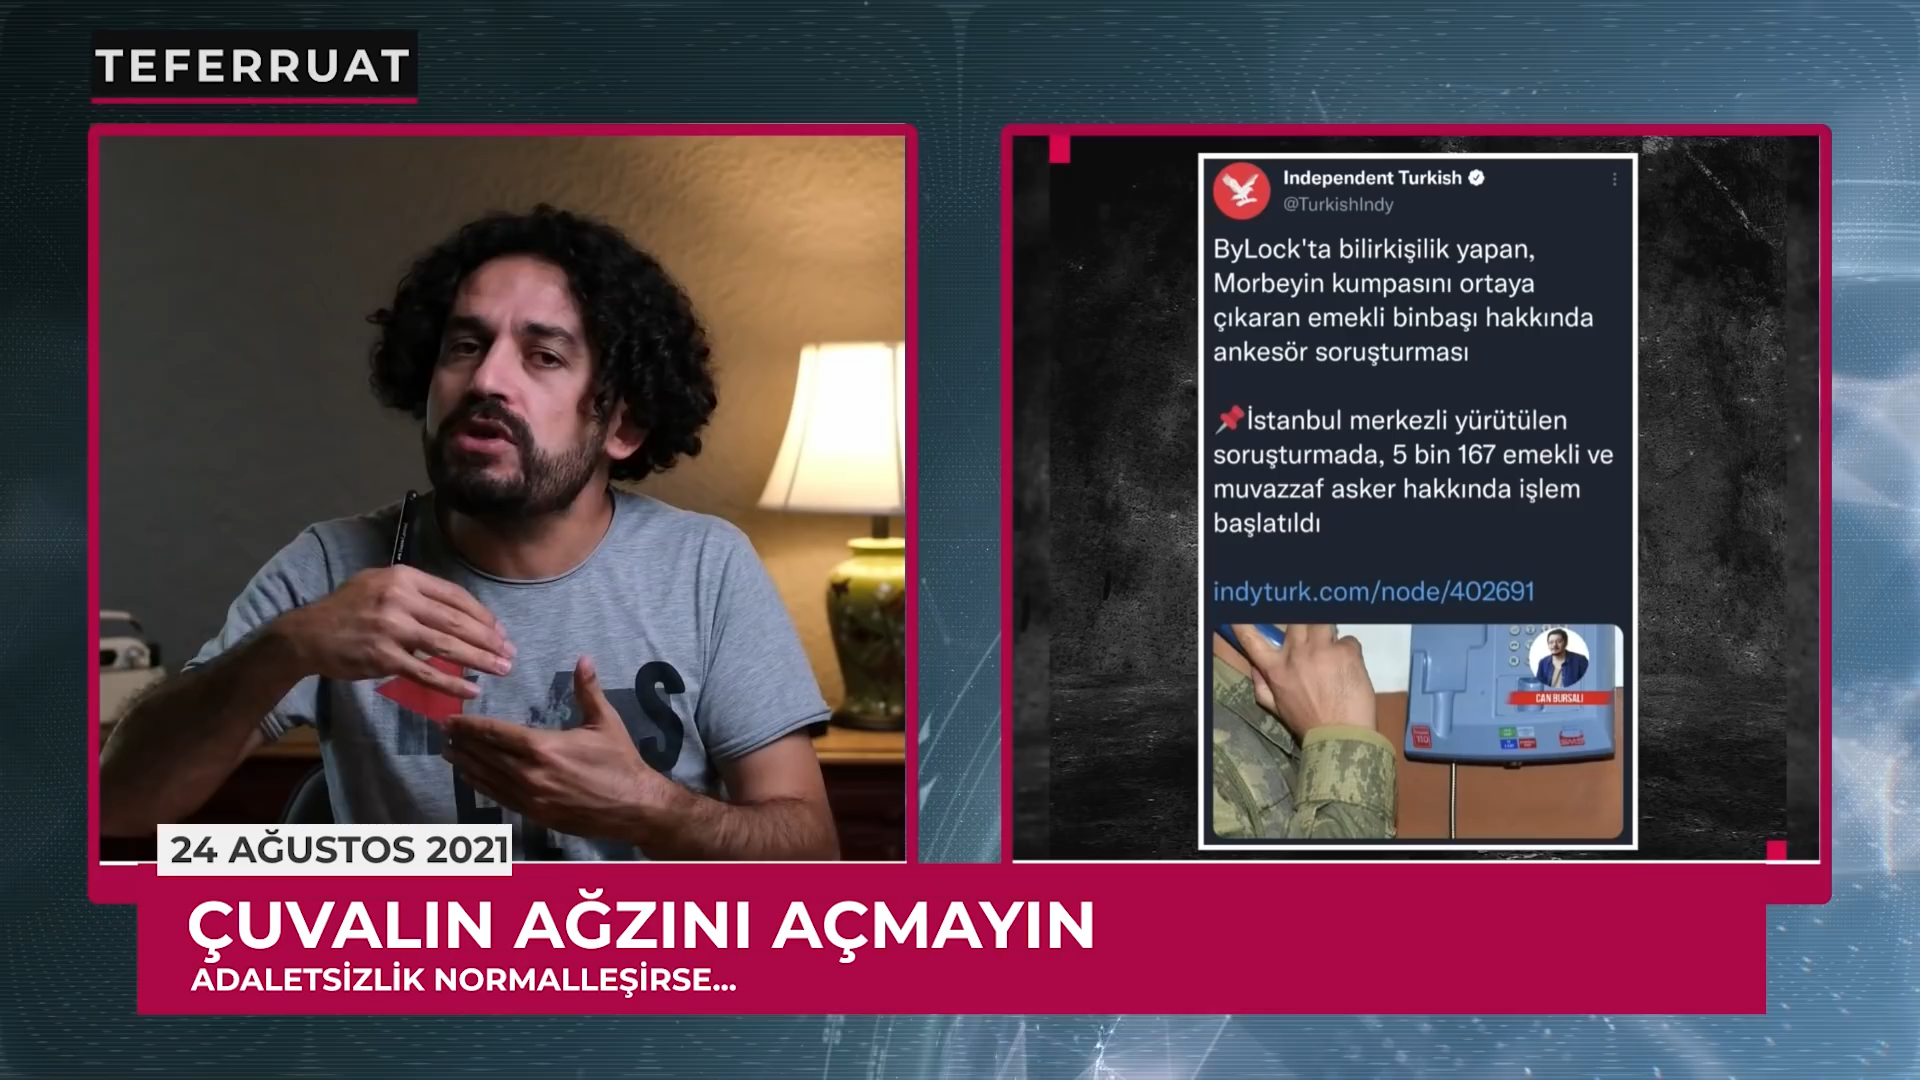 TEFERRUAT
Independent Turkish
@TurkishIndy
ByLock'ta bilirkişilik yapan,
Morbeyin kumpasını ortaya
çıkaran emekli binbaşı hakkında
ankesör soruşturması
📌İstanbul merkezli yürütülen
soruşturmada, 5 bin 167 emekli ve
muvazzaf asker hakkında işlem
başlatıldı
indyturk.com/node/402691
CAN BURSALI
24 AĞUSTOS 2021
ÇUVALIN AĞZINI AÇMAYIN
ADALETSİZLİK NORMALLEŞİRSE...